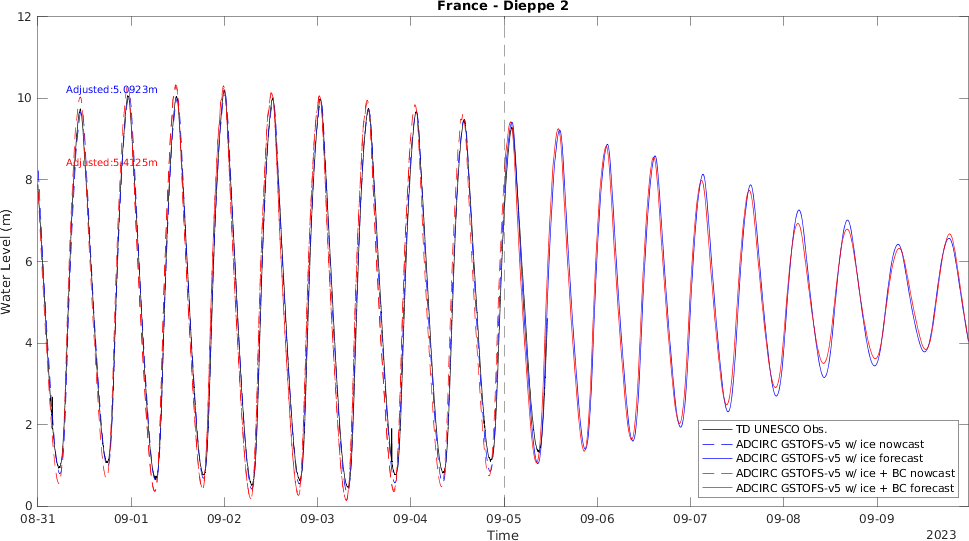 France - Dieppe 2
12
10
8
6
4
2
0
Water Level (m)
Adjusted:5.0923m
Adjusted:5.4125m
TD UNESCO Obs.
ADCIRC GSTOFS-v5 w/ ice nowcast
ADCIRC GSTOFS-v5 w/ ice forecast
ADCIRC GSTOFS-v5 w/ ice + BC nowcast
ADCIRC GSTOFS-v5 w/ ice + BC forecast
08-31 09-01 09-02 09-03 09-04 09-05 09-06 09-07 09-08 09-09
Time
2023